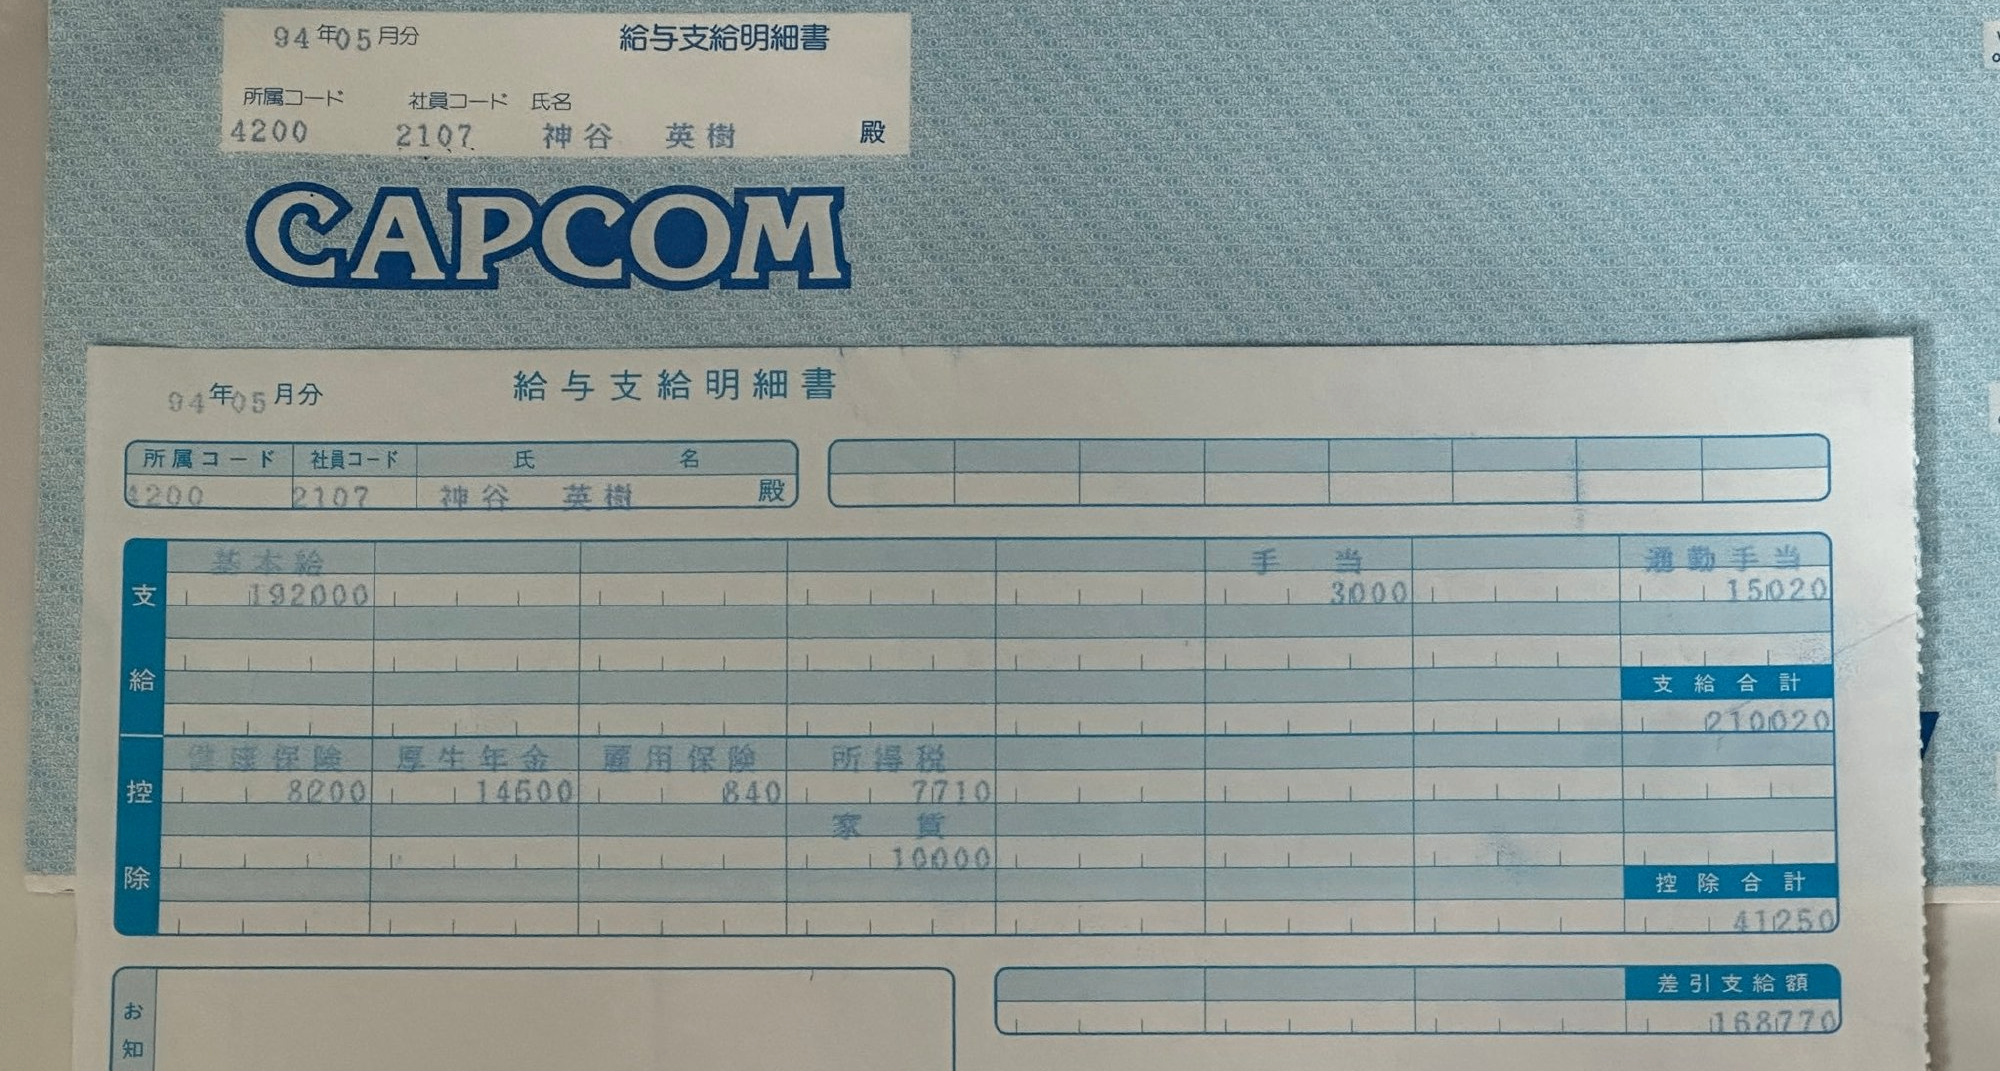 94年05月分 給与支給明細書
所属コード 社員コード 氏名
4200 2107 神谷 英樹 殿
CAPCOM
94年05月分 給与支給明細書
所属コード 社員コード 氏 名
4200 2107 神谷 英樹 殿
支給
基本給 手 当 通勤手当
192000 3000 15020
支給合計
210020
控除
健康保険 厚生年金 雇用保険 所得税
8200 14500 840 7710
家 賃
10000
控除合計
41250
お知
差引支給額
168770